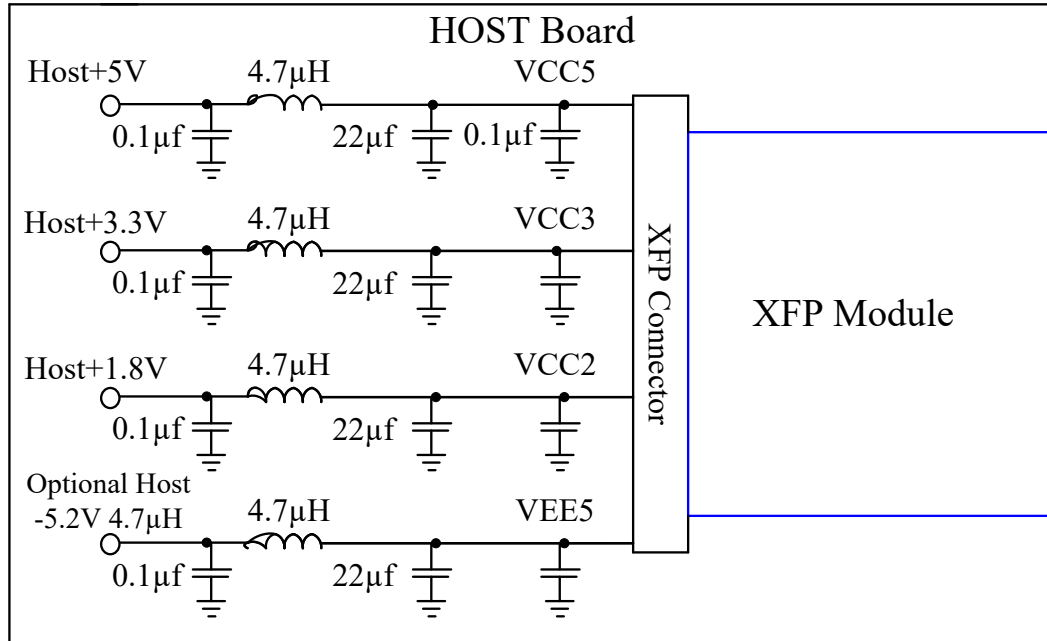 HOST Board
Host+5V 4.7µH VCC5
0.1µf 22µf 0.1µf
Host+3.3V 4.7µH VCC3
0.1µf 22µf
Host+1.8V 4.7µH VCC2
0.1µf 22µf
Optional Host
-5.2V 4.7µH 4.7µH VEE5
0.1µf 22µf
XFP Connector
XFP Module